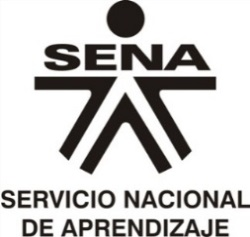 SENA
SERVICIO NACIONAL
DE APRENDIZAJE